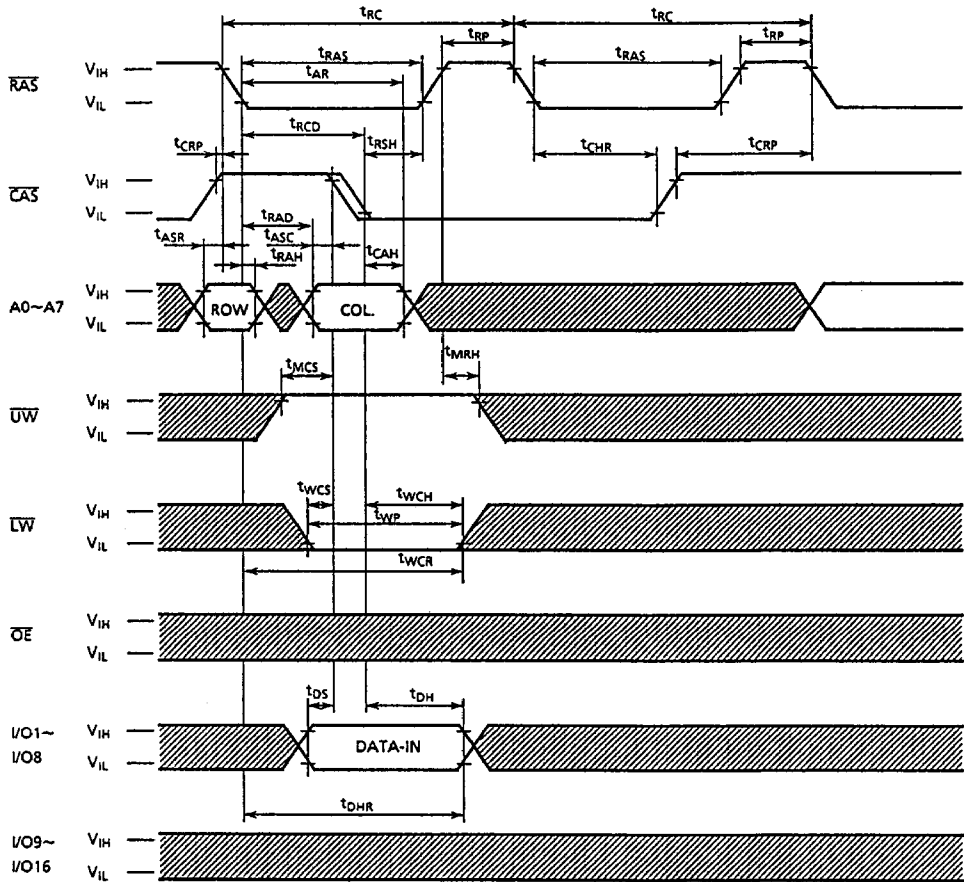 tRC tRC
tRP tRP
tRAS tRAS
tAR
RAS VIH
VIL
tRCD
tCRP tRSH tCHR tCRP
CAS VIH
VIL
tRAD
tASR tASC
tRAH tCAH
A0~A7 VIH
ROW COL.
VIL
tMRH
tMCS
UW VIH
VIL
tWCS tWCH
tWP
LW VIH
VIL
tWCR
OE VIH
VIL
tDS tDH
I/O1~ VIH
DATA-IN
I/O8 VIL
tDHR
I/O9~ VIH
I/O16 VIL